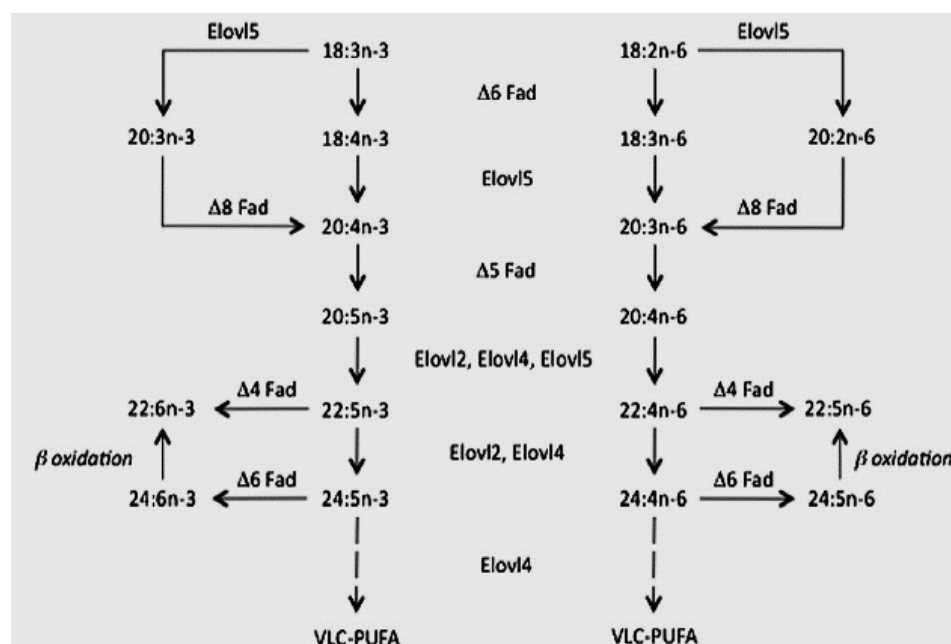 Elovl5 Elovl5
18:3n-3 18:2n-6
Δ6 Fad
20:3n-3 18:4n-3 18:3n-6 20:2n-6
Elovl5
Δ8 Fad Δ8 Fad
20:4n-3 20:3n-6
Δ5 Fad
20:5n-3 20:4n-6
Elovl2, Elovl4, Elovl5
Δ4 Fad Δ4 Fad
22:6n-3 22:5n-3 22:4n-6 22:5n-6
β oxidation Elovl2, Elovl4 β oxidation
Δ6 Fad Δ6 Fad
24:6n-3 24:5n-3 24:4n-6 24:5n-6
Elovl4
VLC-PUFA VLC-PUFA